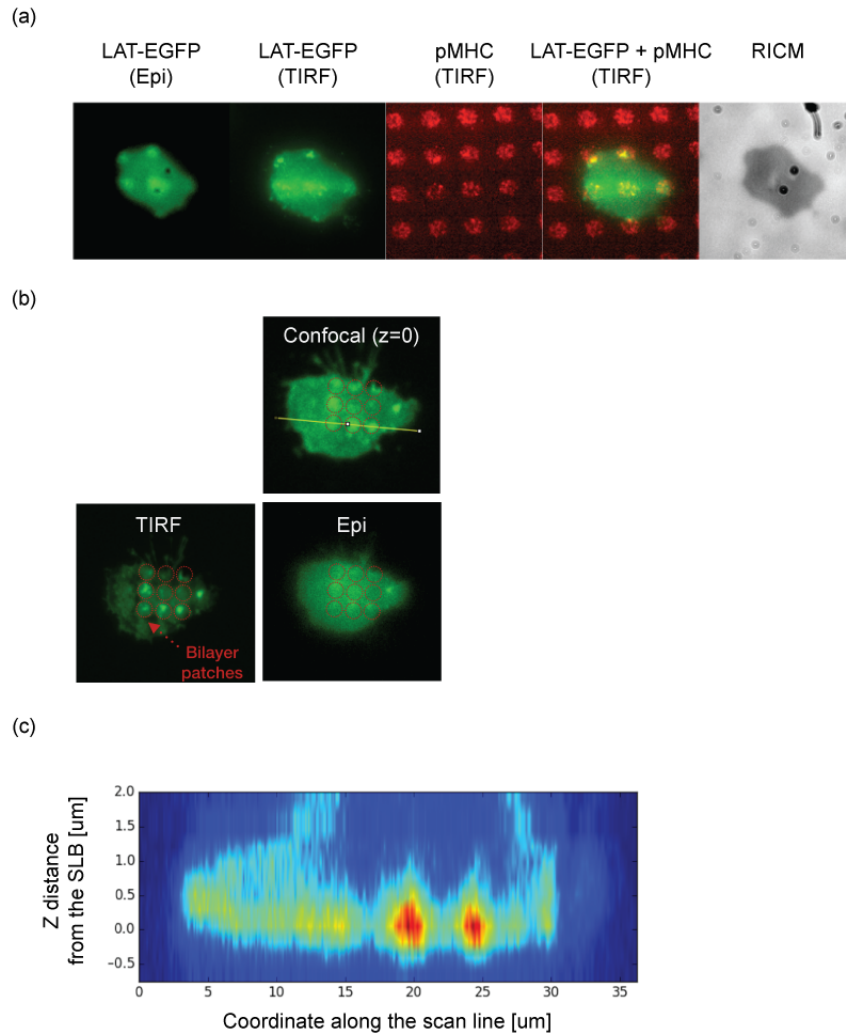 (a)
LAT-EGFP
(Epi)
LAT-EGFP
(TIRF)
pMHC
(TIRF)
LAT-EGFP + pMHC
(TIRF)
RICM
(b)
Confocal (z=0)
TIRF
Epi
Bilayer
patches
(c)
Z distance
from the SLB [um]
2.0
1.5
1.0
0.5
0.0
−0.5
0
5
10
15
20
25
30
35
Coordinate along the scan line [um]